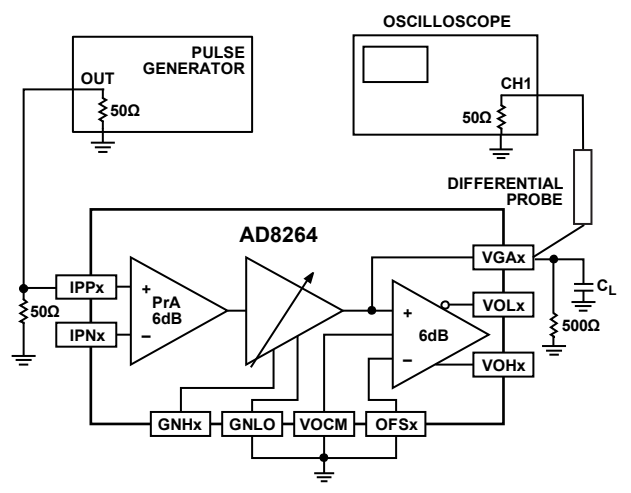 OSCILLOSCOPE
PULSE
GENERATOR
OUT
50Ω
CH1
50Ω
DIFFERENTIAL
PROBE
AD8264
VGAx
IPPx
PrA
6dB
+
−
50Ω
IPNx
+
6dB
−
VOLx
CL
500Ω
VOHx
GNHx
GNLO
VOCM
OFSx